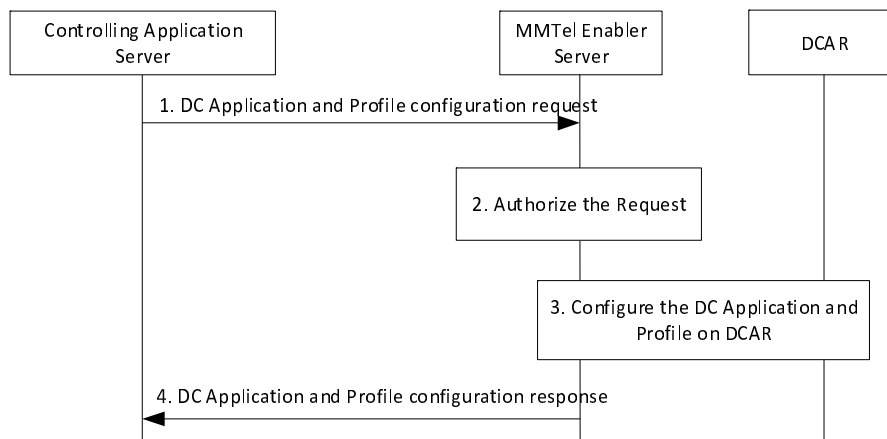 Controlling Application
Server
MMTel Enabler
Server
DCAR
1. DC Application and Profile configuration request
2. Authorize the Request
3. Configure the DC Application and
Profile on DCAR
4. DC Application and Profile configuration response